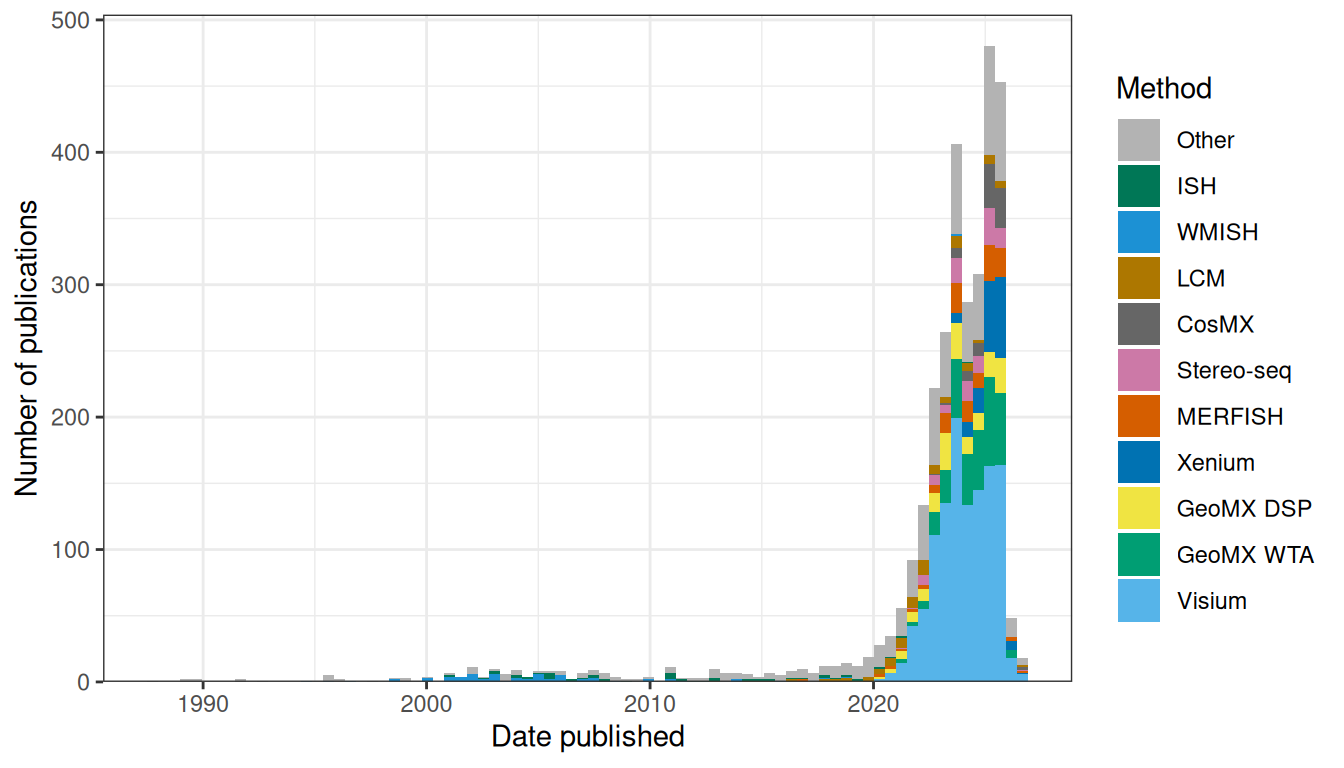 500
400
300
200
100
0
Number of publications
1990
2000
2010
2020
Date published
Method
Other
ISH
WMISH
LCM
CosMX
Stereo-seq
MERFISH
Xenium
GeoMX DSP
GeoMX WTA
Visium